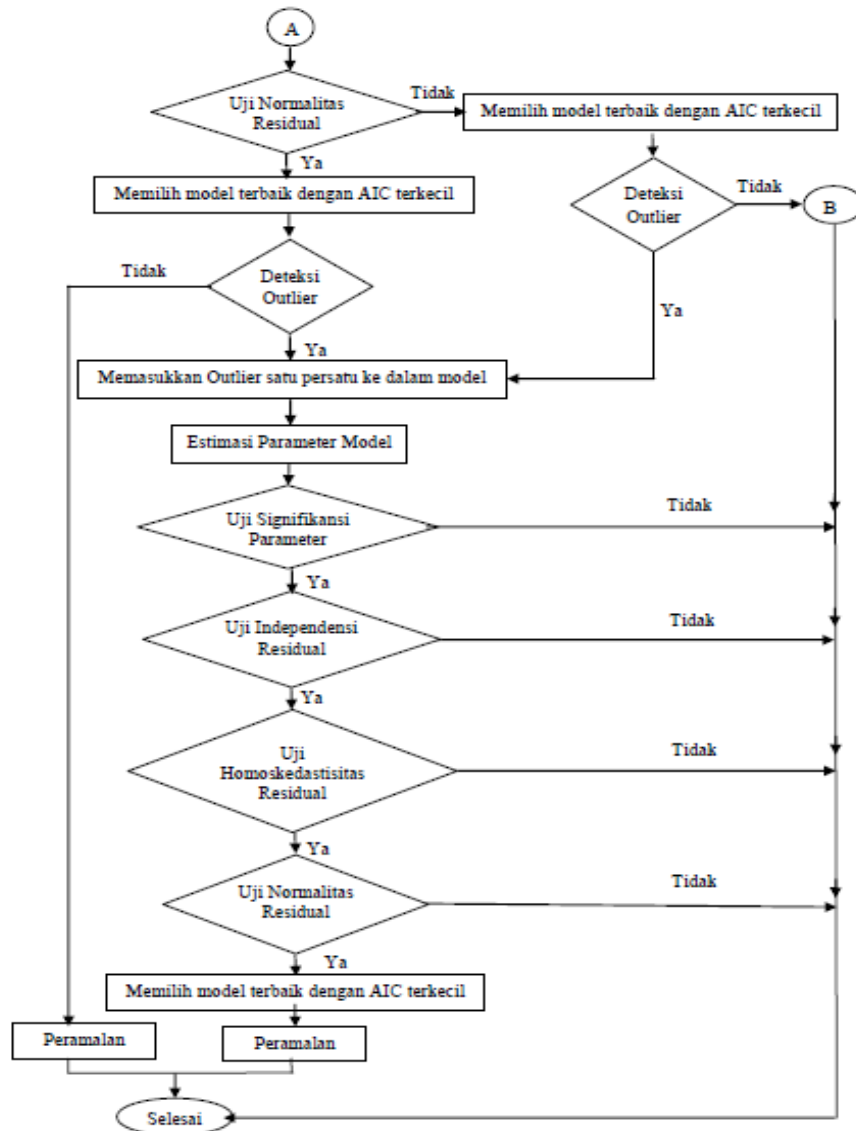 A
Uji Normalitas
Residual
Tidak
Memilih model terbaik dengan AIC terkecil
Ya
Memilih model terbaik dengan AIC terkecil
Deteksi
Outlier
Tidak
B
Tidak
Deteksi
Outlier
Ya
Ya
Memasukkan Outlier satu persatu ke dalam model
Estimasi Parameter Model
Uji Signifikansi
Parameter
Tidak
Ya
Uji Independensi
Residual
Tidak
Ya
Uji
Homoskedastisitas
Residual
Tidak
Ya
Uji Normalitas
Residual
Tidak
Ya
Memilih model terbaik dengan AIC terkecil
Peramalan
Peramalan
Selesai